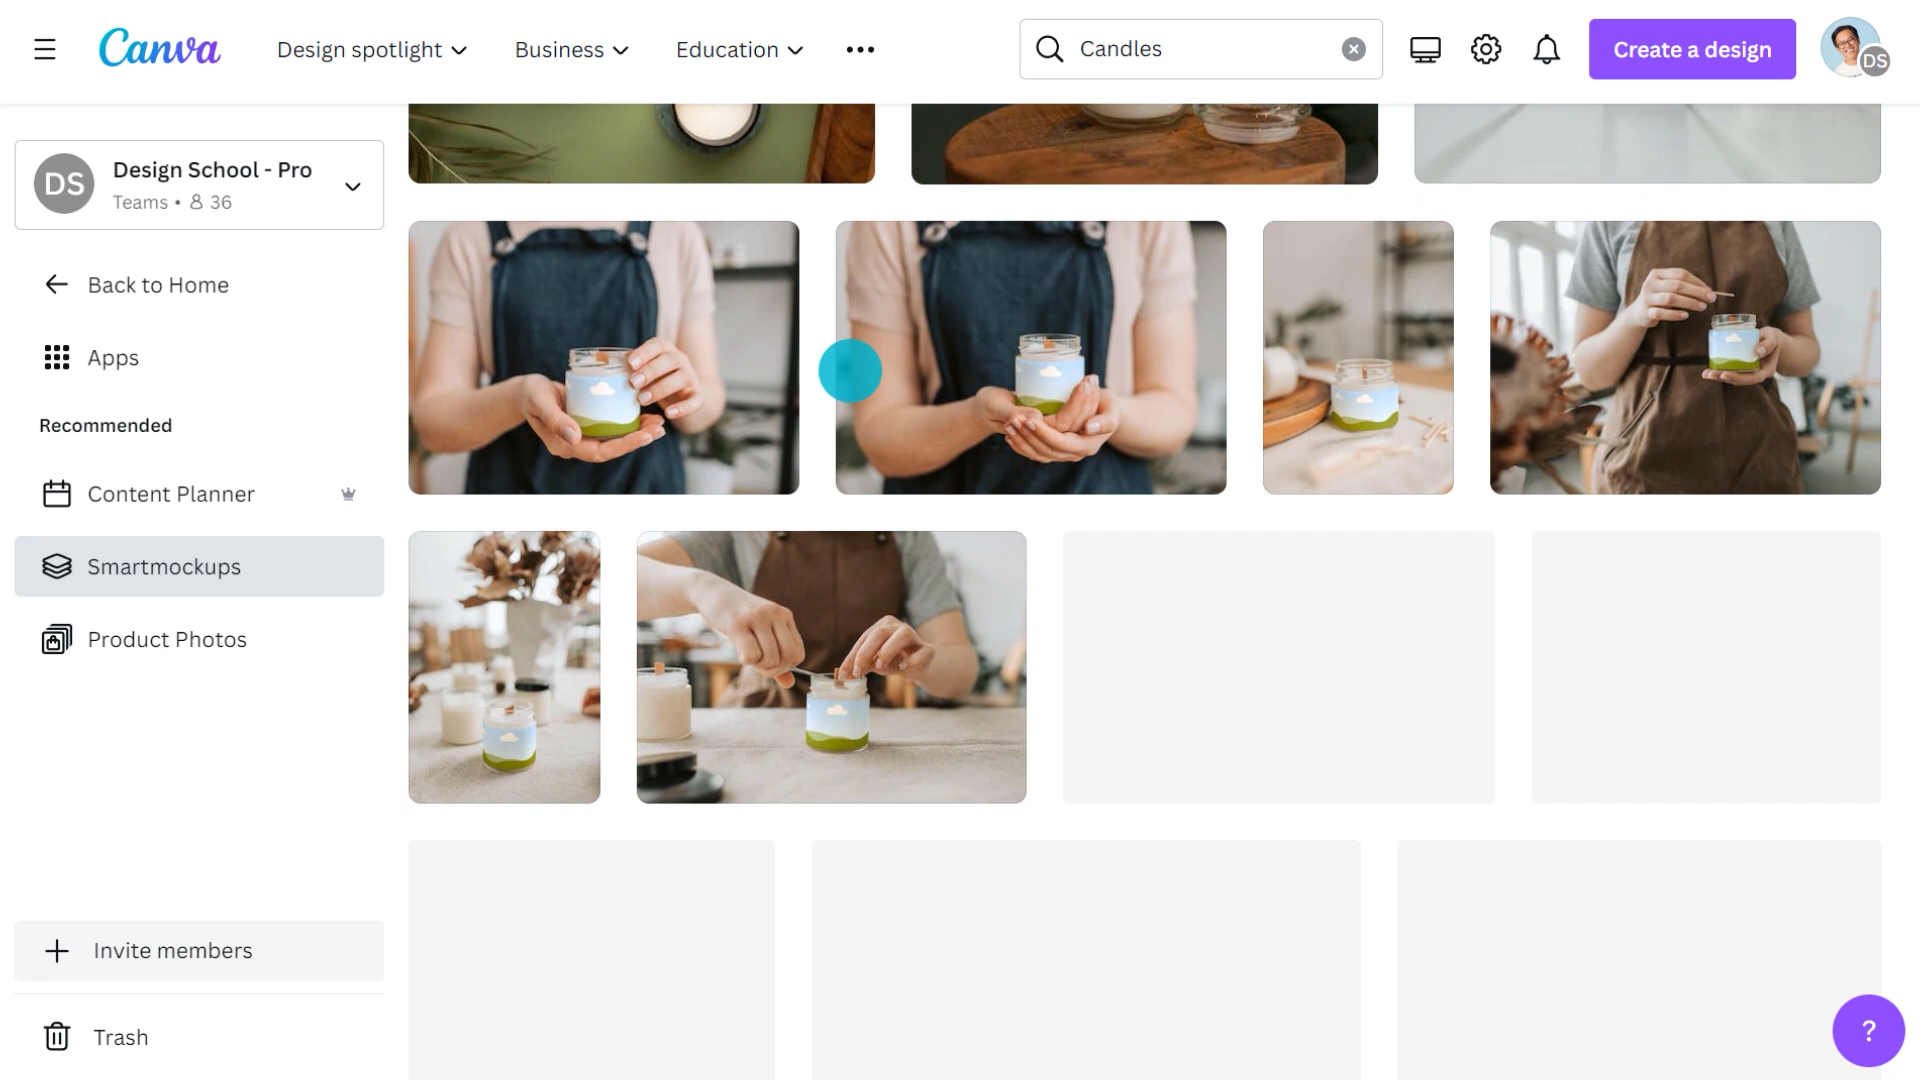 Canva
Design spotlight
Business
Education
Candles
Create a design
DS
DS
Design School - Pro
Teams • 36
Back to Home
Apps
Recommended
Content Planner
Smartmockups
Product Photos
Invite members
Trash
?